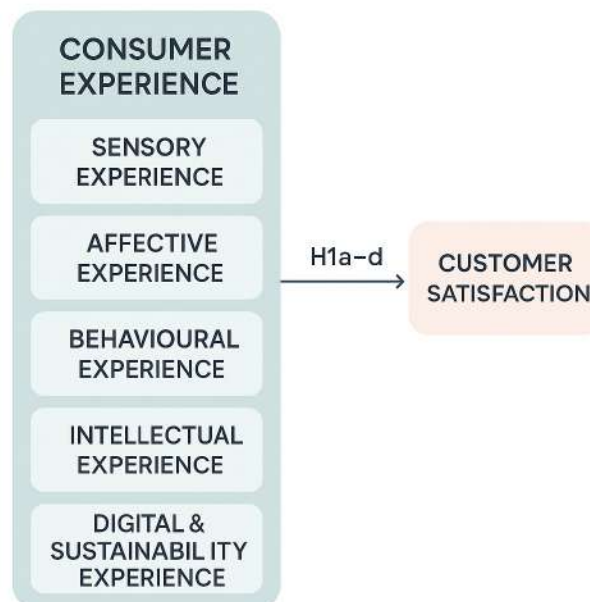 CONSUMER
EXPERIENCE
SENSORY
EXPERIENCE
AFFECTIVE
EXPERIENCE
BEHAVIOURAL
EXPERIENCE
INTELLECTUAL
EXPERIENCE
DIGITAL &
SUSTAINABIL ITY
EXPERIENCE
H1a–d
CUSTOMER
SATISFACTION